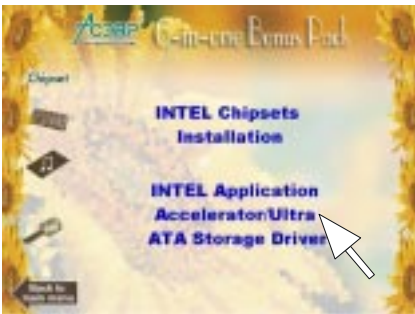 Acorp 6-in-one Bonus Pack
Chipset
INTEL Chipsets
Installation
INTEL Application
Accelerator/Ultra
ATA Storage Driver
Back to
main menu